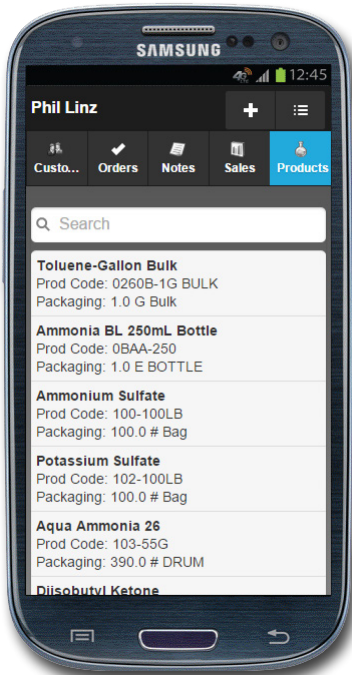 SAMSUNG
4G 12:45
Phil Linz
Custo... Orders Notes Sales Products
Search
Toluene-Gallon Bulk
Prod Code: 0260B-1G BULK
Packaging: 1.0 G Bulk
Ammonia BL 250mL Bottle
Prod Code: 0BAA-250
Packaging: 1.0 E BOTTLE
Ammonium Sulfate
Prod Code: 100-100LB
Packaging: 100.0 # Bag
Potassium Sulfate
Prod Code: 102-100LB
Packaging: 100.0 # Bag
Aqua Ammonia 26
Prod Code: 103-55G
Packaging: 390.0 # DRUM
Diisobutyl Ketone